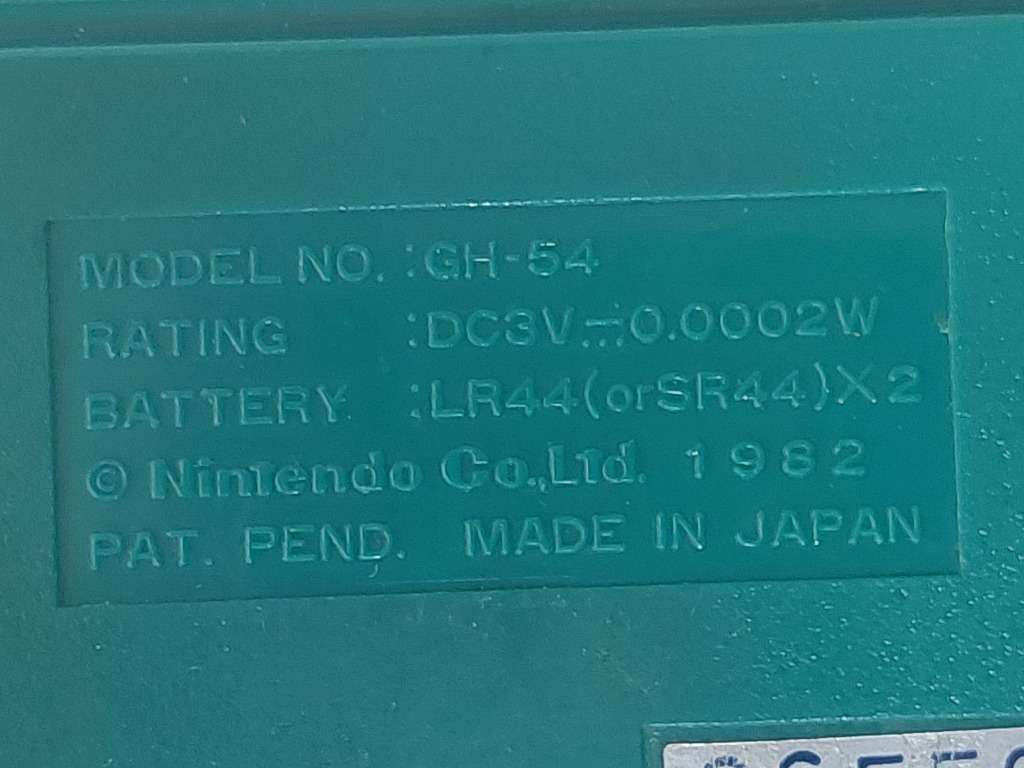 MODEL NO. :GH-54
RATING :DC3V⎓0.0002W
BATTERY :LR44(orSR44)X2
© Nintendo Co.,Ltd. 1982
PAT. PEND. MADE IN JAPAN